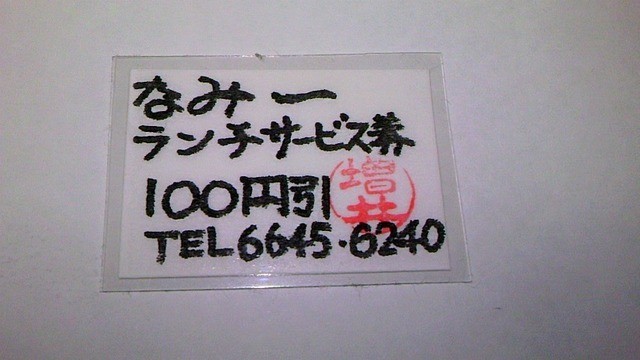 なみ一
ランチサービス券
100円引
増井
TEL6645・6240